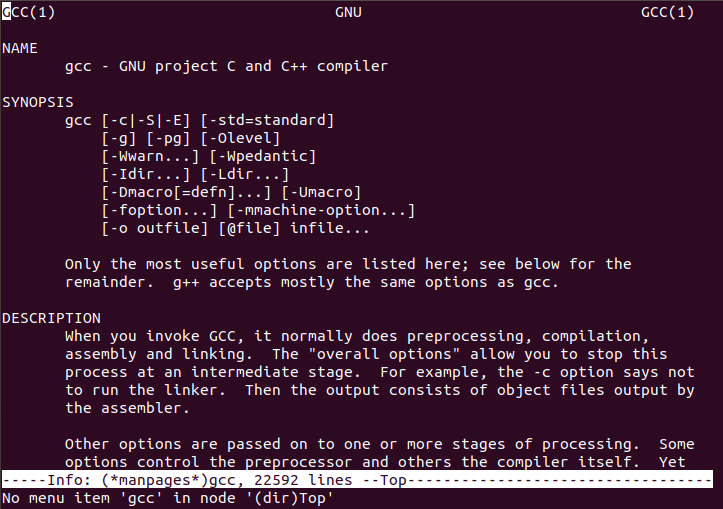 GCC(1)                               GNU                               GCC(1)
NAME
       gcc - GNU project C and C++ compiler
SYNOPSIS
       gcc [-c|-S|-E] [-std=standard]
           [-g] [-pg] [-Olevel]
           [-Wwarn...] [-Wpedantic]
           [-Idir...] [-Ldir...]
           [-Dmacro[=defn]...] [-Umacro]
           [-foption...] [-mmachine-option...]
           [-o outfile] [@file] infile...
       Only the most useful options are listed here; see below for the
       remainder.  g++ accepts mostly the same options as gcc.
DESCRIPTION
       When you invoke GCC, it normally does preprocessing, compilation,
       assembly and linking.  The "overall options" allow you to stop this
       process at an intermediate stage.  For example, the -c option says not
       to run the linker.  Then the output consists of object files output by
       the assembler.
       Other options are passed on to one or more stages of processing.  Some
       options control the preprocessor and others the compiler itself.  Yet
-----Info: (*manpages*)gcc, 22592 lines --Top----------------------------------
No menu item 'gcc' in node '(dir)Top'